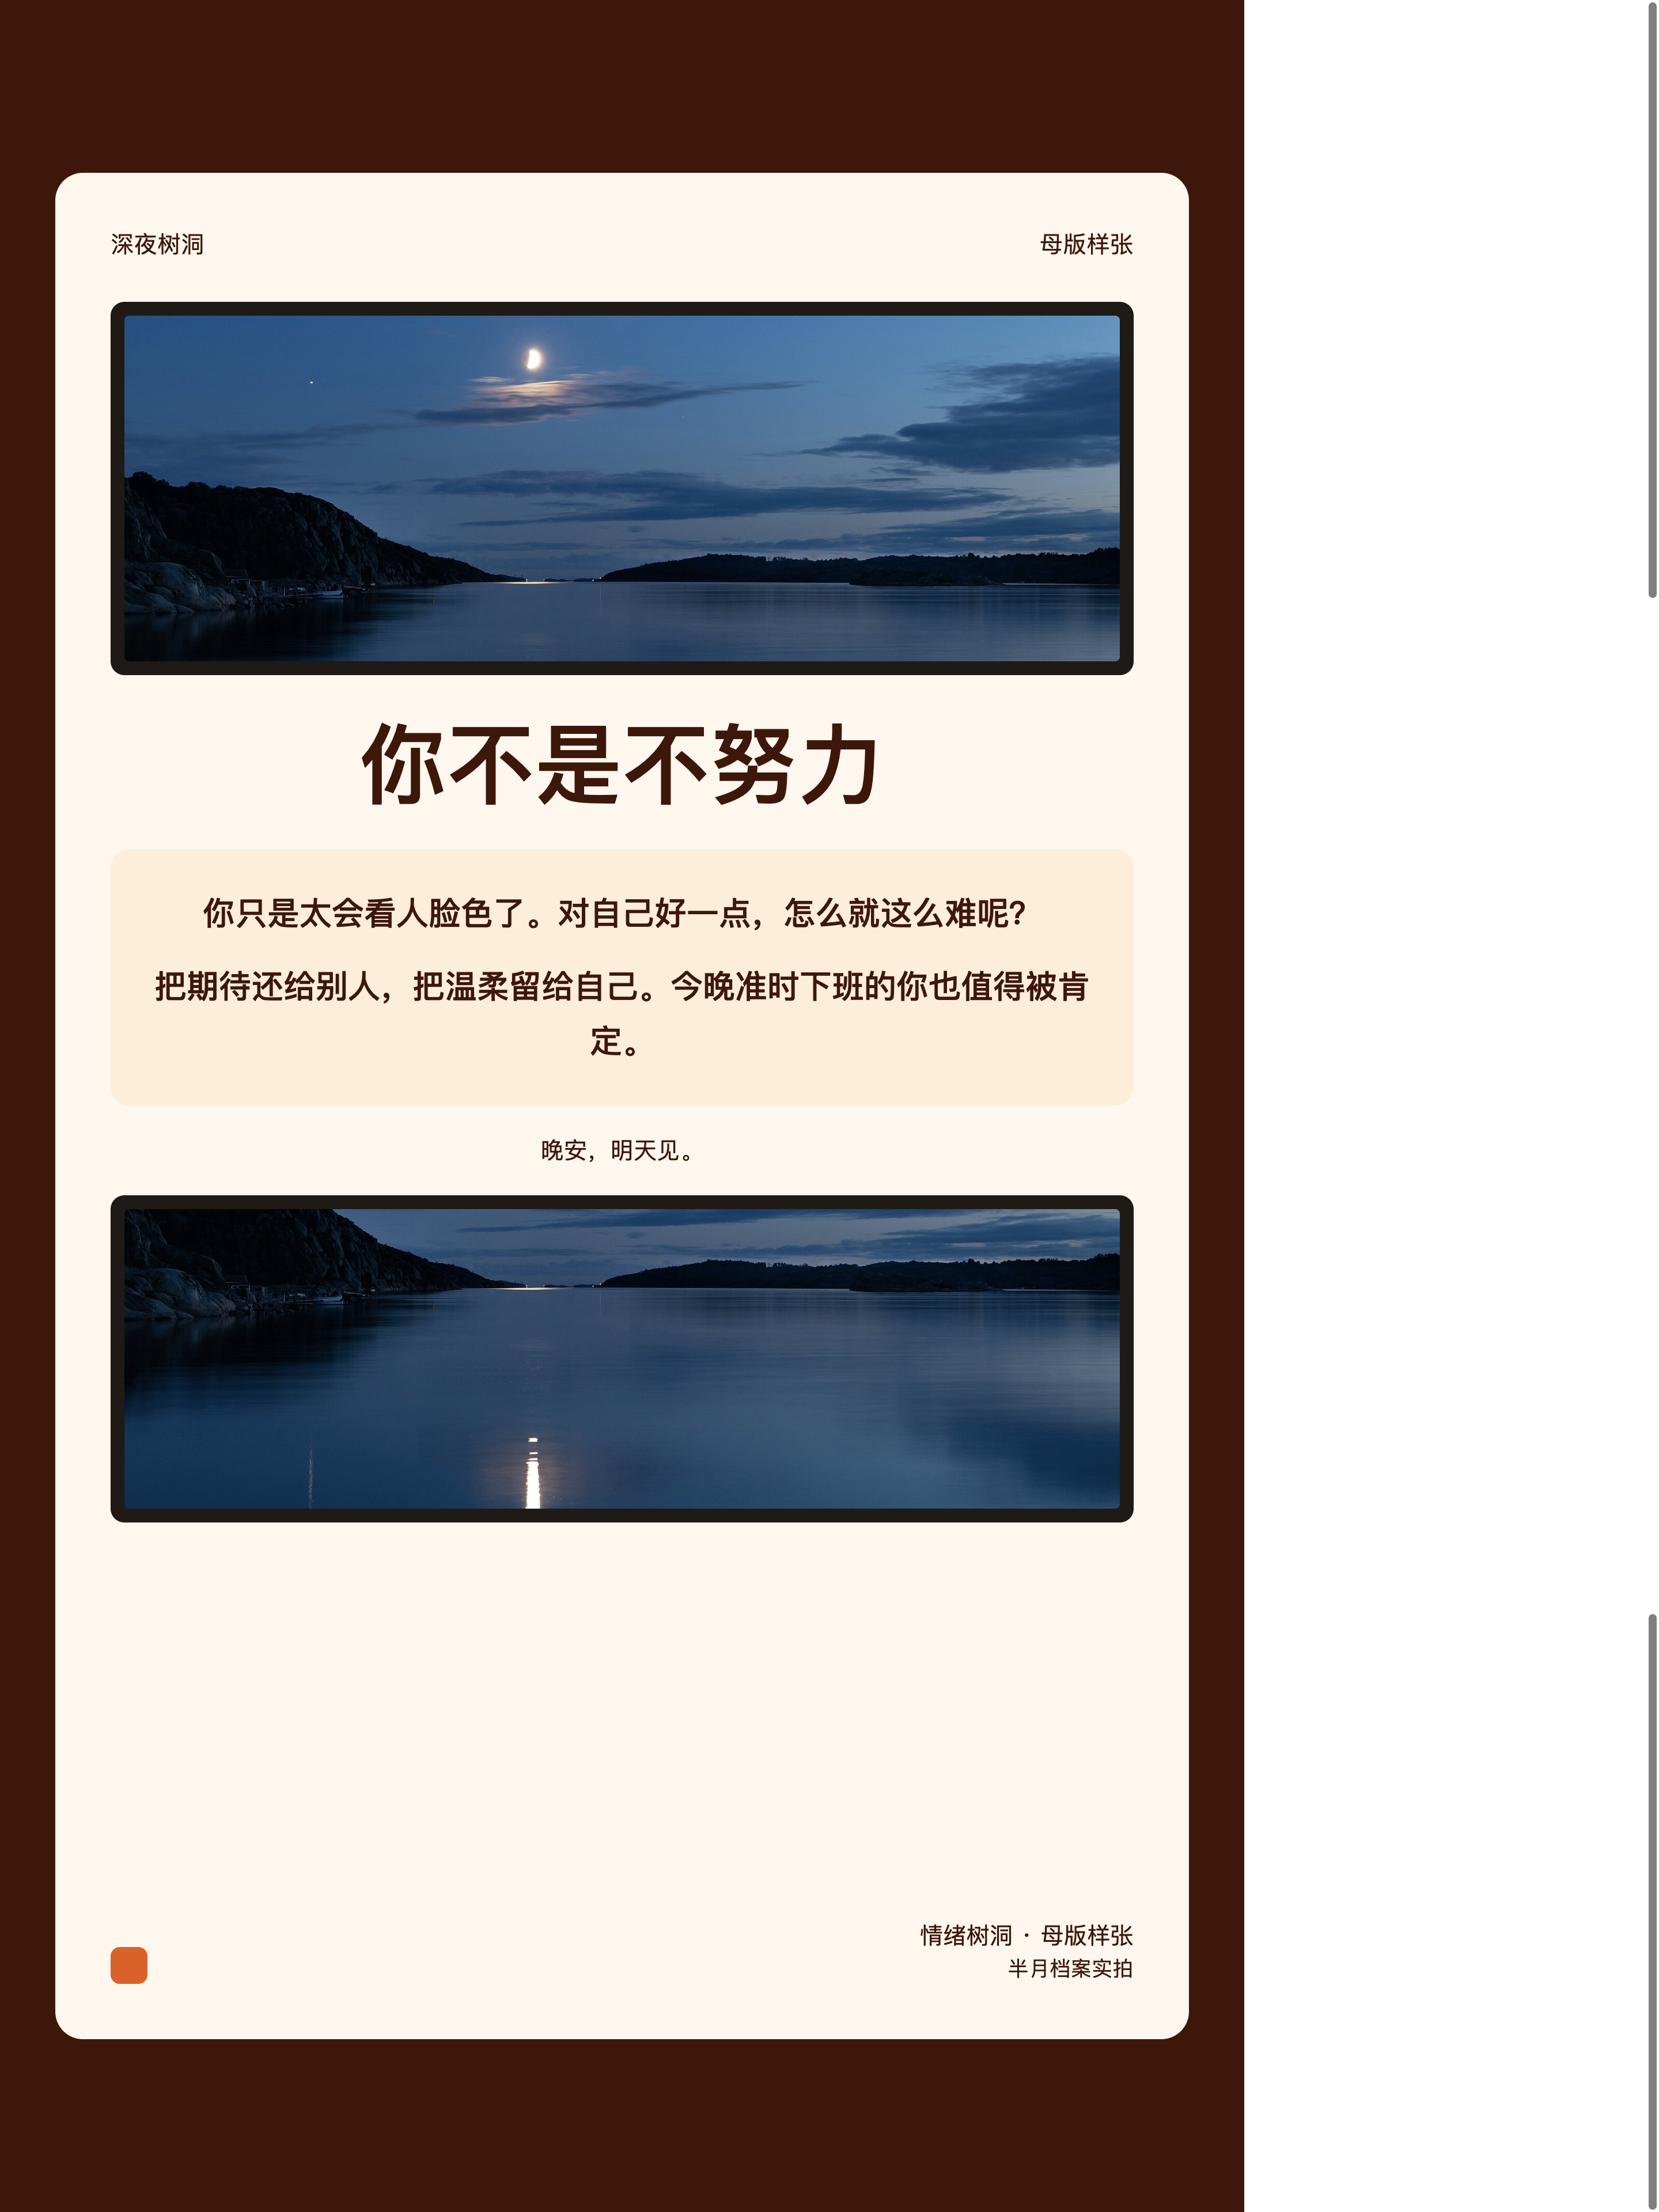 深夜树洞
母版样张
你不是不努力
你只是太会看人脸色了。对自己好一点，怎么就这么难呢？
把期待还给别人，把温柔留给自己。今晚准时下班的你也值得被肯
定。
晚安，明天见。
情绪树洞 · 母版样张
半月档案实拍